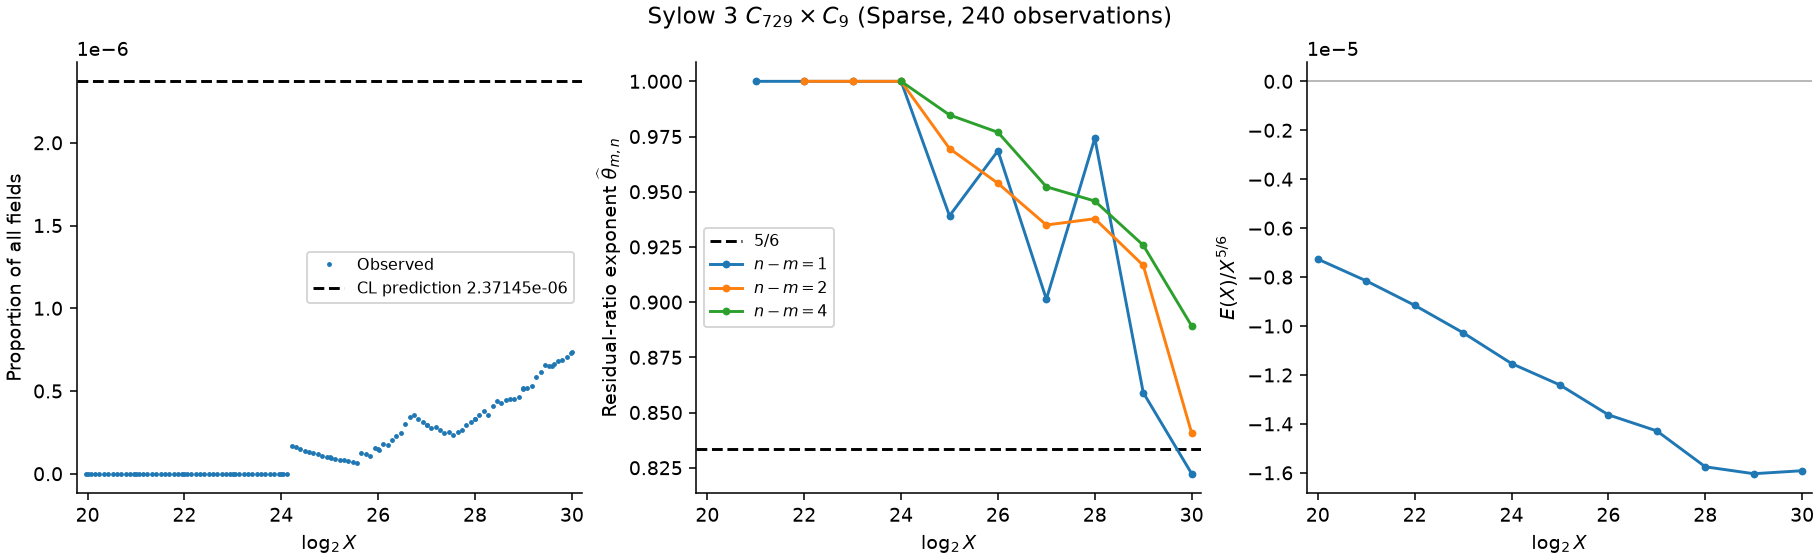 Sylow 3 C₇₂₉ × C₉ (Sparse, 240 observations)
1e−6
Proportion of all fields
2.0
1.5
1.0
0.5
0.0
Observed
CL prediction 2.37145e-06
20 22 24 26 28 30
log₂ X
Residual-ratio exponent θ̂ₘ,ₙ
1.000
0.975
0.950
0.925
0.900
0.875
0.850
0.825
5/6
n − m = 1
n − m = 2
n − m = 4
20 22 24 26 28 30
log₂ X
1e−5
E(X)/X^{5/6}
0.0
−0.2
−0.4
−0.6
−0.8
−1.0
−1.2
−1.4
−1.6
20 22 24 26 28 30
log₂ X